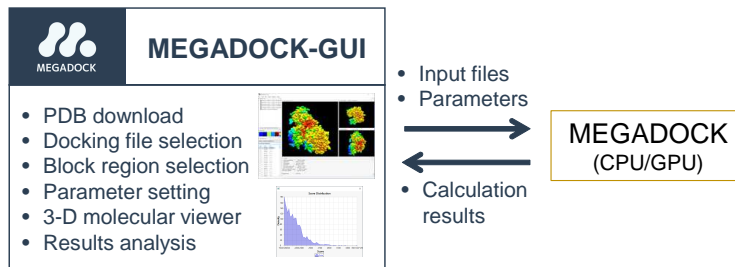 MEGADOCK
MEGADOCK-GUI
• PDB download
• Docking file selection
• Block region selection
• Parameter setting
• 3-D molecular viewer
• Results analysis
• Input files
• Parameters
• Calculation
results
MEGADOCK
(CPU/GPU)